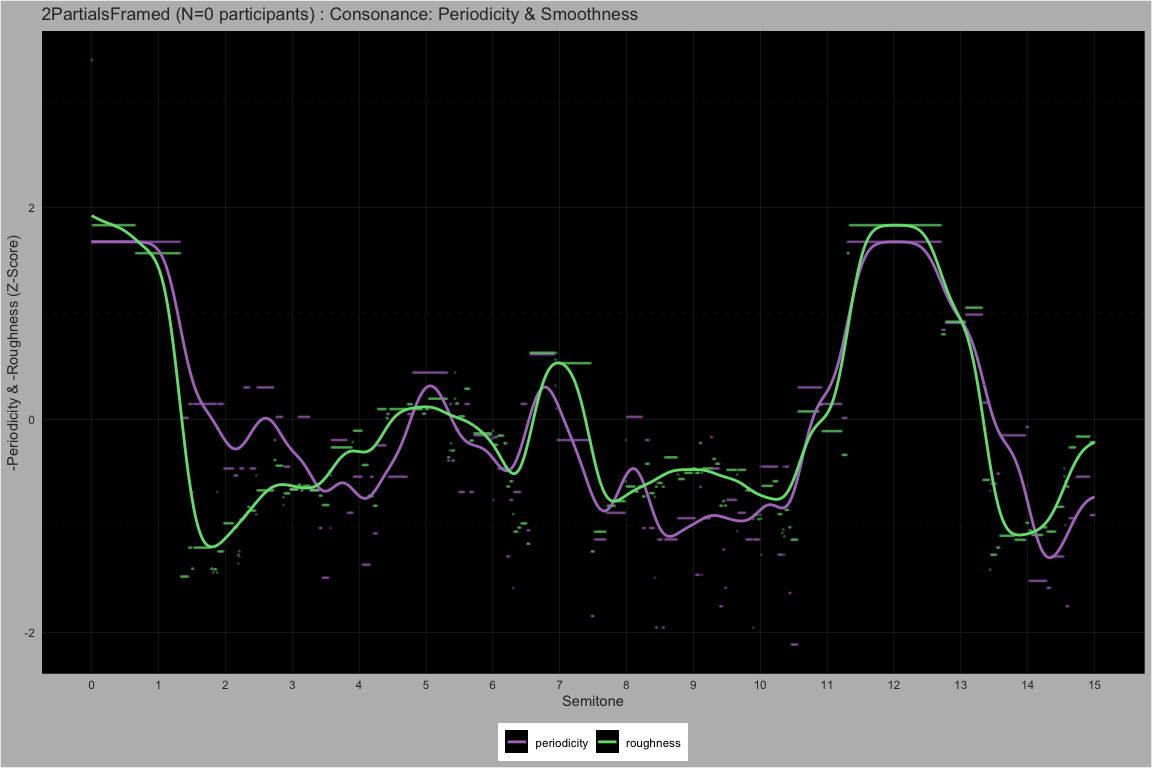 2PartialsFramed (N=0 participants) : Consonance: Periodicity & Smoothness
-Periodicity & -Roughness (Z-Score)
2
0
-2
0 1 2 3 4 5 6 7 8 9 10 11 12 13 14 15
Semitone
periodicity roughness